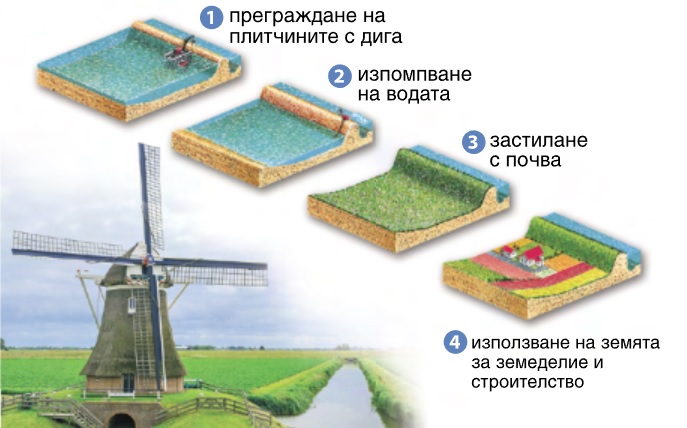 1 преграждане на
плитчините с дига
2 изпомпване
на водата
3 застилане
с почва
4 използване на земята
за земеделие и
строителство